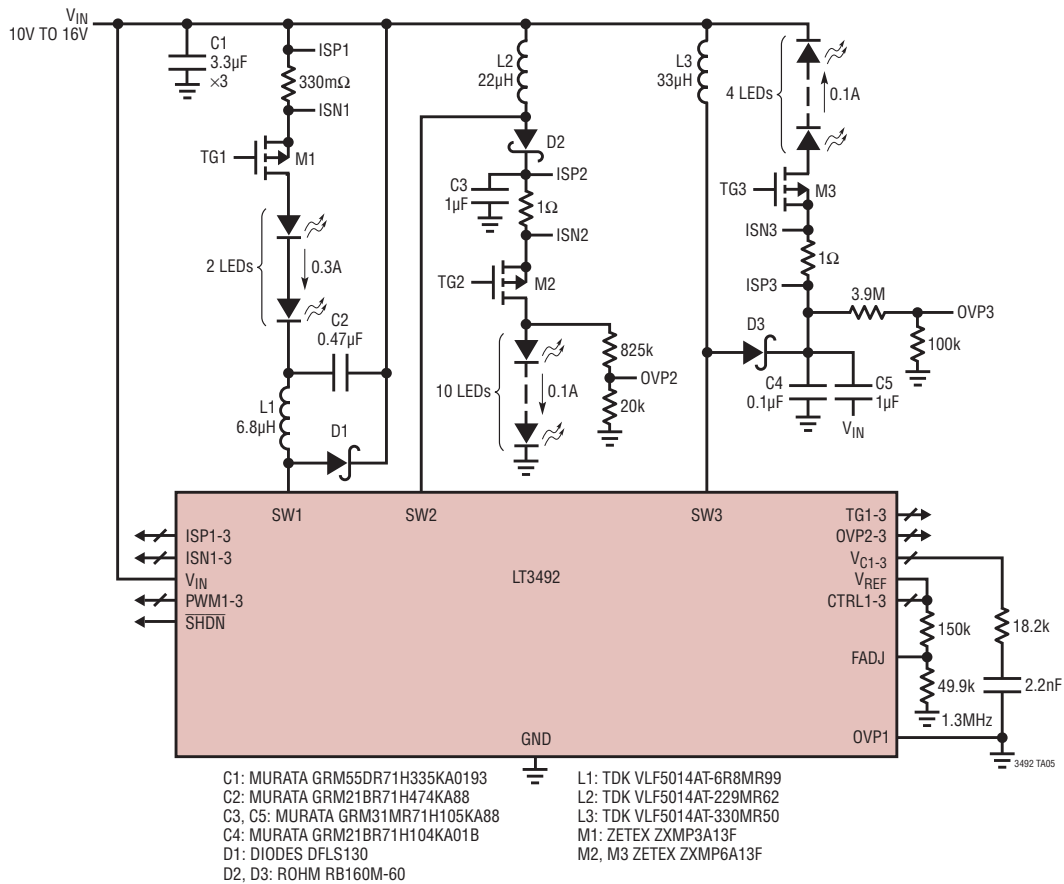 VIN
10V TO 16V
C1
3.3µF
×3
ISP1
330mΩ
ISN1
TG1
M1
2 LEDs
0.3A
C2
0.47µF
L1
6.8µH
D1
L2
22µH
D2
ISP2
C3
1µF
1Ω
ISN2
TG2
M2
825k
OVP2
20k
10 LEDs
0.1A
L3
33µH
4 LEDs
0.1A
TG3
M3
ISN3
1Ω
ISP3
3.9M
OVP3
100k
D3
C4
0.1µF
C5
1µF
VIN
SW1
SW2
SW3
ISP1-3
ISN1-3
VIN
PWM1-3
SHDN
LT3492
GND
TG1-3
OVP2-3
VC1-3
VREF
CTRL1-3
FADJ
OVP1
150k
18.2k
49.9k
2.2nF
1.3MHz
3492 TA05
C1: MURATA GRM55DR71H335KA0193
C2: MURATA GRM21BR71H474KA88
C3, C5: MURATA GRM31MR71H105KA88
C4: MURATA GRM21BR71H104KA01B
D1: DIODES DFLS130
D2, D3: ROHM RB160M-60
L1: TDK VLF5014AT-6R8MR99
L2: TDK VLF5014AT-229MR62
L3: TDK VLF5014AT-330MR50
M1: ZETEX ZXMP3A13F
M2, M3 ZETEX ZXMP6A13F